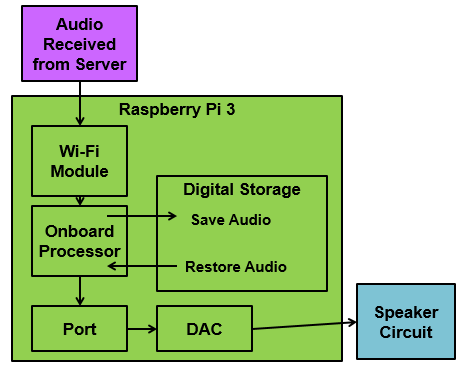 Audio
Received
from Server
Raspberry Pi 3
Wi-Fi
Module
Digital Storage
Save Audio
Onboard
Processor
Restore Audio
Port
DAC
Speaker
Circuit